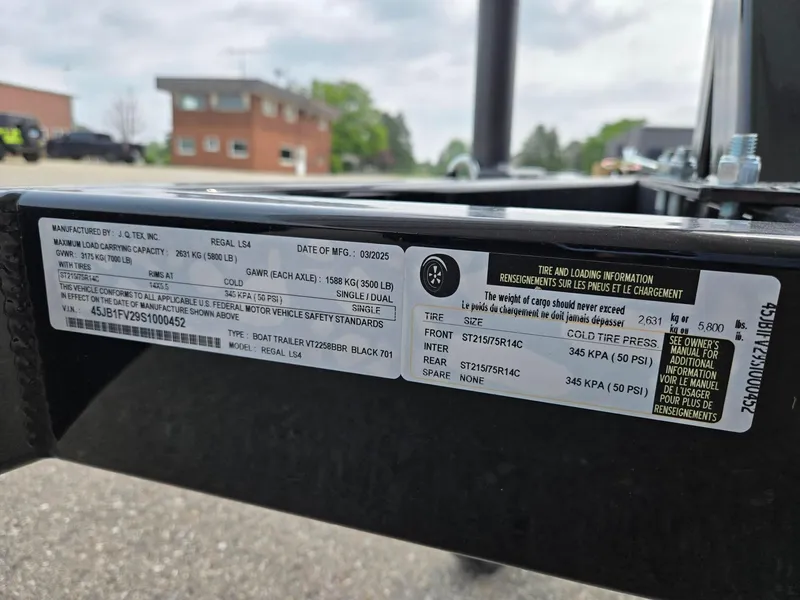 MANUFACTURED BY : J. Q. TEX, INC. REGAL LS4 DATE OF MFG. : 03/2025
MAXIMUM LOAD CARRYING CAPACITY : 2631 KG ( 5800 LB )
GVWR : 3175 KG( 7000 LB) GAWR (EACH AXLE) : 1588 KG( 3500 LB)
WITH TIRES RIMS AT COLD SINGLE / DUAL
ST215/75R14C 14X5.5 345 KPA ( 50 PSI ) SINGLE
THIS VEHICLE CONFORMS TO ALL APPLICABLE U.S. FEDERAL MOTOR VEHICLE SAFETY STANDARDS
IN EFFECT ON THE DATE OF MANUFACTURE SHOWN ABOVE
V.I.N. : 45JB1FV29S1000452
TYPE : BOAT TRAILER VT2258BBR BLACK 701
MODEL : REGAL LS4
TIRE AND LOADING INFORMATION
RENSEIGNEMENTS SUR LES PNEUS ET LE CHARGEMENT
The weight of cargo should never exceed
Le poids du chargement ne doit jamais dépasser
2,631 kg or 5,800 lbs.
kg ou lb.
TIRE SIZE COLD TIRE PRESS
FRONT ST215/75R14C 345 KPA ( 50 PSI )
INTER
REAR ST215/75R14C 345 KPA ( 50 PSI )
SPARE NONE
SEE OWNER'S
MANUAL FOR
ADDITIONAL
INFORMATION
VOIR LE MANUEL
DE L'USAGER
POUR PLUS DE
RENSEIGNEMENTS
45JB1FV29S1000452